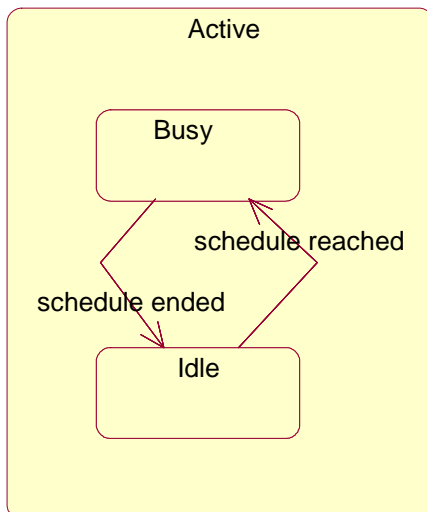 Active
Busy
schedule reached
schedule ended
Idle